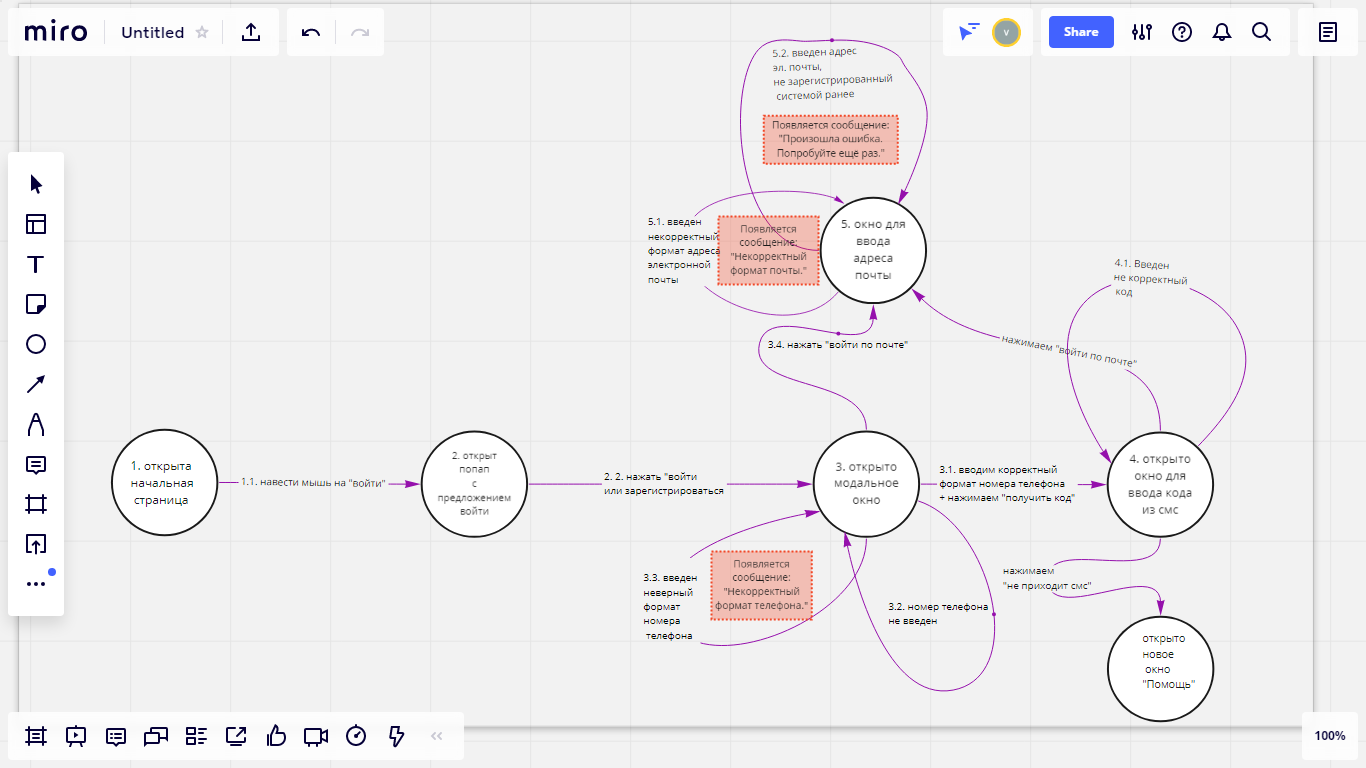 miro
Untitled
V
Share
5.2. введен адрес
эл. почты,
не зарегистрированный
системой ранее
Появляется сообщение:
"Произошла ошибка.
Попробуйте еще раз."
5.1. введен
некорректный
формат адреса
электронной
почты
Появляется
сообщение:
"Некорректный
формат почты."
5. окно для
ввода
адреса
почты
4.1. Введен
не корректный
код
3.4. нажать "войти по почте"
нажимаем "войти по почте"
1. открыта
начальная
страница
1.1. навести мышь на "войти"
2. открыт
попап
с
предложением
войти
2. 2. нажать "войти
или зарегистрироваться
3. открыто
модальное
окно
3.1. вводим корректный
формат номера телефона
+ нажимаем "получить код"
4. открыто
окно для
ввода кода
из смс
3.3. введен
неверный
формат
номера
телефона
Появляется
сообщение:
"Некорректный
формат телефона."
3.2. номер телефона
не введен
нажимаем
"не приходит смс"
открыто
новое
окно
"Помощь"
100%